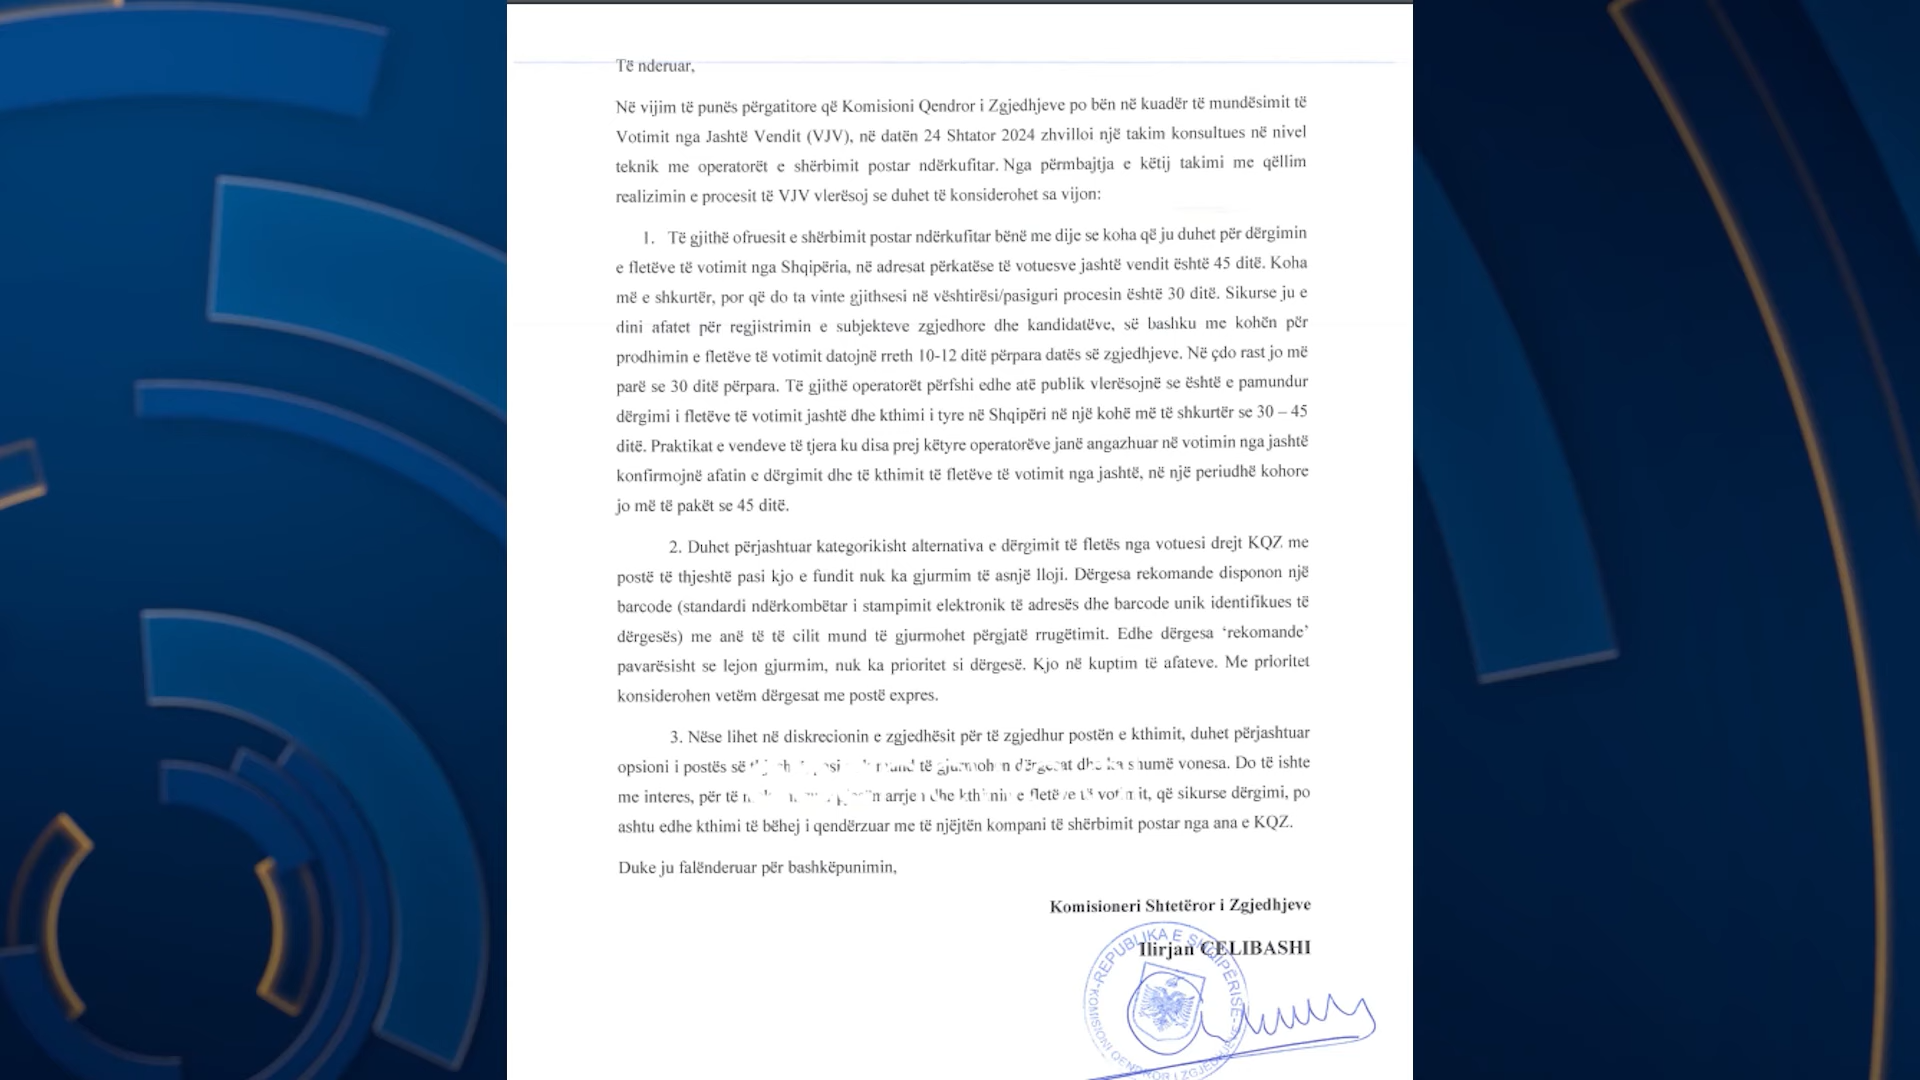 Të nderuar,
Në vijim të punës përgatitore që Komisioni Qendror i Zgjedhjeve po bën në kuadër të mundësimit të
Votimit nga Jashtë Vendit (VJV), në datën 24 Shtator 2024 zhvilloi një takim konsultues në nivel
teknik me operatorët e shërbimit postar ndërkufitar. Nga përmbajtja e këtij takimi me qëllim
realizimin e procesit të VJV vlerësoj se duhet të konsiderohet sa vijon:
1. Të gjithë ofruesit e shërbimit postar ndërkufitar bënë me dije se koha që ju duhet për dërgimin
e fletëve të votimit nga Shqipëria, në adresat përkatëse të votuesve jashtë vendit është 45 ditë. Koha
më e shkurtër, por që do ta vinte gjithsesi në vështirësi/pasiguri procesin është 30 ditë. Sikurse ju e
dini afatet për regjistrimin e subjekteve zgjedhore dhe kandidatëve, së bashku me kohën për
prodhimin e fletëve të votimit datojnë rreth 10-12 ditë përpara datës së zgjedhjeve. Në çdo rast jo më
parë se 30 ditë përpara. Të gjithë operatorët përfshi edhe atë publik vlerësojnë se është e pamundur
dërgimi i fletëve të votimit jashtë dhe kthimi i tyre në Shqipëri në një kohë më të shkurtër se 30 – 45
ditë. Praktikat e vendeve të tjera ku disa prej këtyre operatorëve janë angazhuar në votimin nga jashtë
konfirmojnë afatin e dërgimit dhe të kthimit të fletëve të votimit nga jashtë, në një periudhë kohore
jo më të pakët se 45 ditë.
2. Duhet përjashtuar kategorikisht alternativa e dërgimit të fletës nga votuesi drejt KQZ me
postë të thjeshtë pasi kjo e fundit nuk ka gjurmim të asnjë lloji. Dërgesa rekomande disponon një
barcode (standardi ndërkombëtar i stampimit elektronik të adresës dhe barcode unik identifikues të
dërgesës) me anë të të cilit mund të gjurmohet përgjatë rrugëtimit. Edhe dërgesa ‘rekomande’
pavarësisht se lejon gjurmim, nuk ka prioritet si dërgesë. Kjo në kuptim të afateve. Me prioritet
konsiderohen vetëm dërgesat me postë expres.
3. Nëse lihet në diskrecionin e zgjedhësit për të zgjedhur postën e kthimit, duhet përjashtuar
opsioni i postës së mund të gjurmohen dërgesat dhe ka shumë vonesa. Do të ishte
me interes, për të dhe kthimin e fletëve të votimit, që sikurse dërgimi, po
ashtu edhe kthimi të bëhej i qendërzuar me të njëjtën kompani të shërbimit postar nga ana e KQZ.
Duke ju falënderuar për bashkëpunimin,
Komisioneri Shtetëror i Zgjedhjeve
Ilirjan CELIBASHI
REPUBLIKA E SHQIPËRISË - KOMISIONI QENDROR I ZGJEDHJEVE